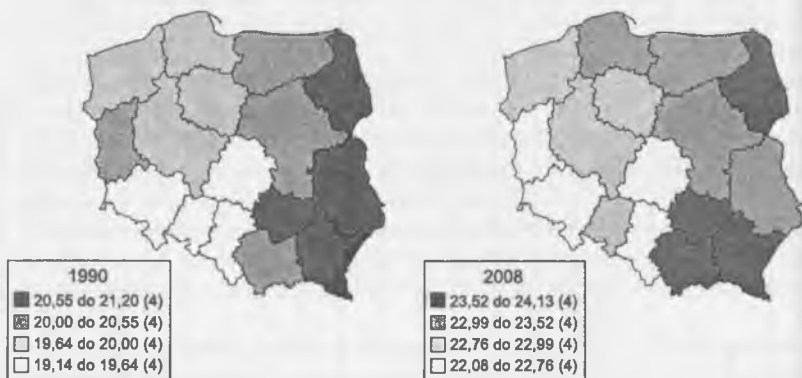 1990
20,55 do 21,20 (4)
20,00 do 20,55 (4)
19,64 do 20,00 (4)
19,14 do 19,64 (4)
2008
23,52 do 24,13 (4)
22,99 do 23,52 (4)
22,76 do 22,99 (4)
22,08 do 22,76 (4)